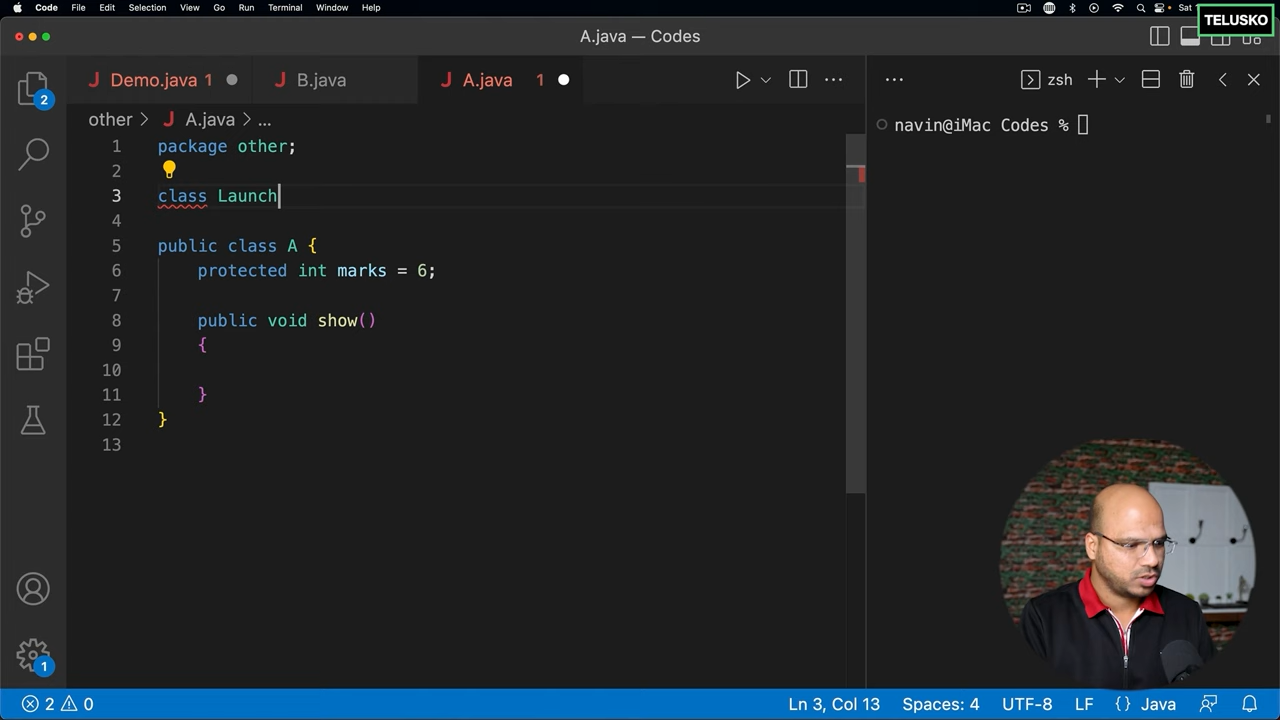 Code File Edit Selection View Go Run Terminal Window Help Sat
TELUSKO
A.java — Codes
Demo.java 1 B.java A.java 1 zsh
other > A.java > ...
navin@iMac Codes %
1 package other;
2
3 class Launch
4
5 public class A {
6 protected int marks = 6;
7
8 public void show()
9 {
10
11 }
12 }
13
2
1
2 0 Ln 3, Col 13 Spaces: 4 UTF-8 LF {} Java